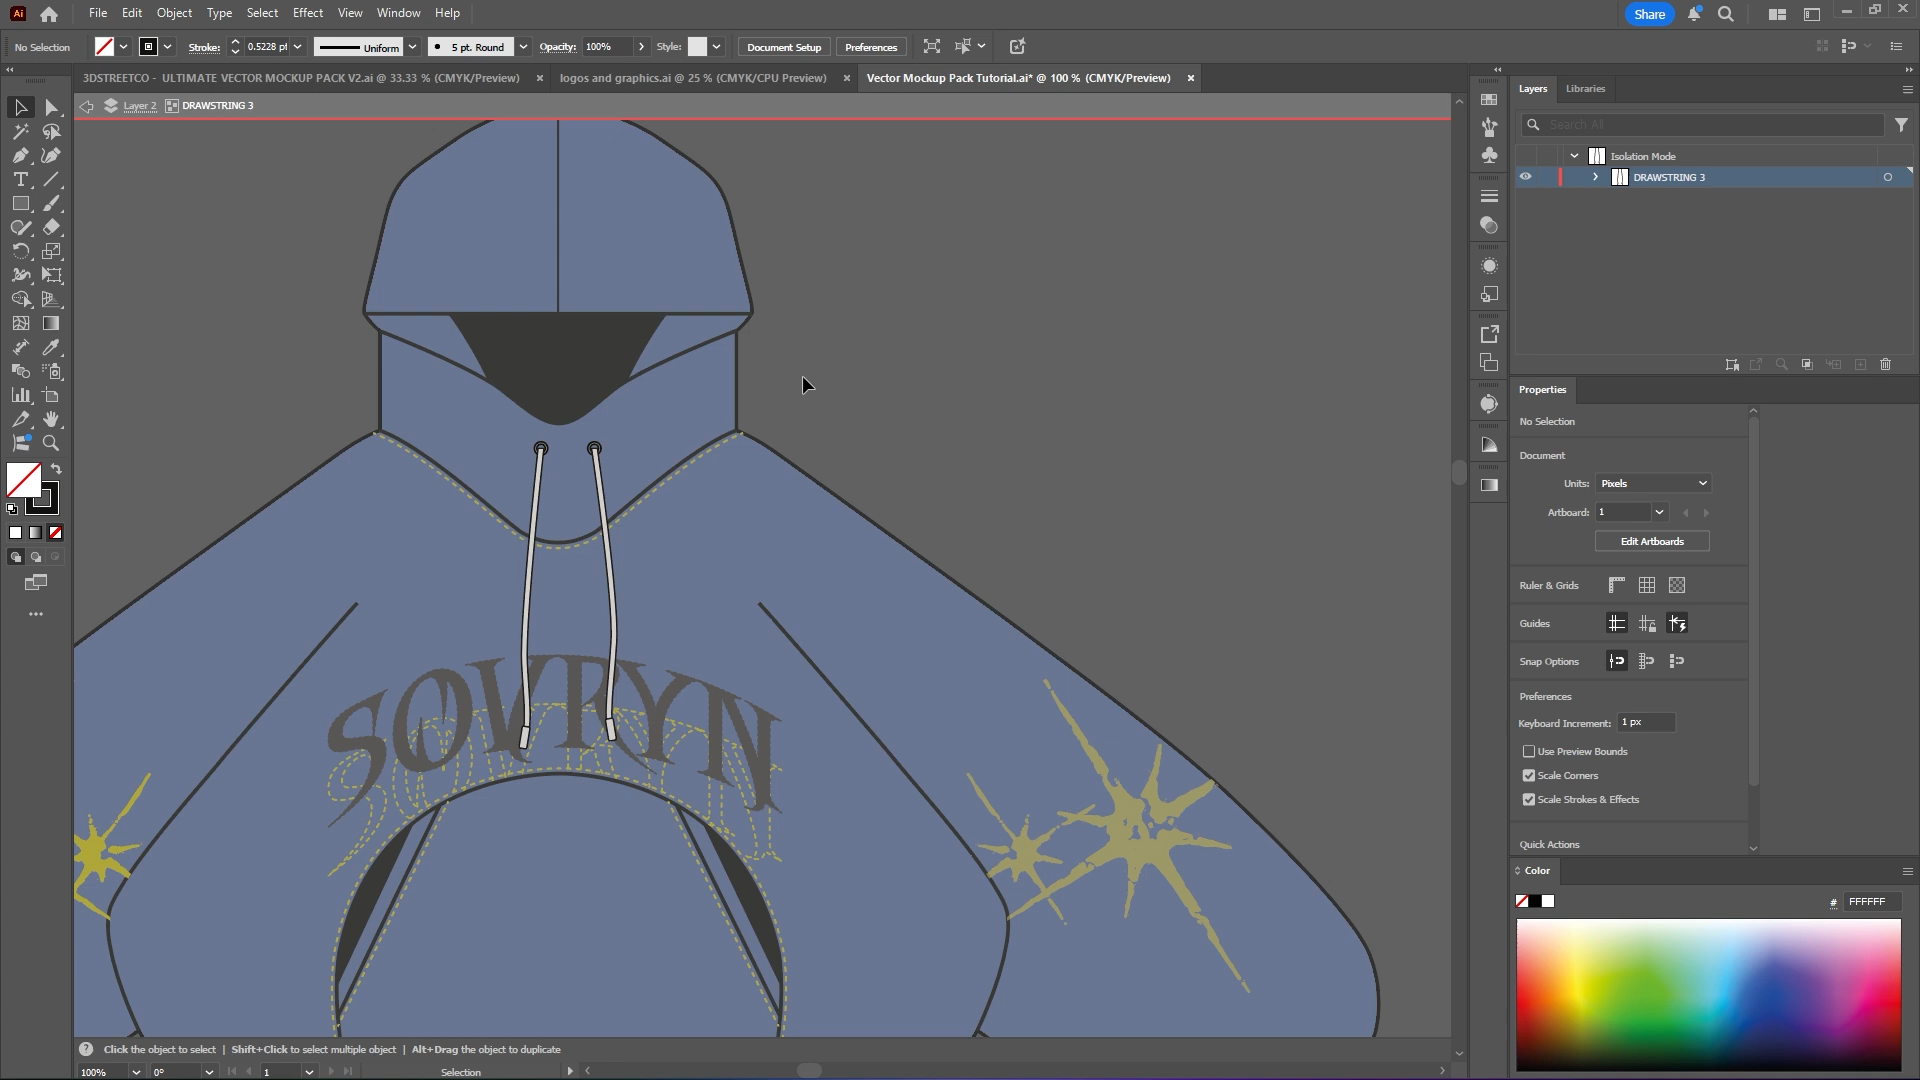 Ai File Edit Object Type Select Effect View Window Help Share
No Selection Stroke: 0.5228 pt Uniform 5 pt. Round Opacity: 100% Style: Document Setup Preferences
3DSTREETCO - ULTIMATE VECTOR MOCKUP PACK V2.ai @ 33.33 % (CMYK/Preview) × logos and graphics.ai @ 25 % (CMYK/CPU Preview) × Vector Mockup Pack Tutorial.ai* @ 100 % (CMYK/Preview) ×
Layer 2 DRAWSTRING 3
SOVRYN
Layers Libraries
Search All
Isolation Mode
DRAWSTRING 3
Properties
No Selection
Document
Units: Pixels
Artboard: 1
Edit Artboards
Ruler & Grids
Guides
Snap Options
Preferences
Keyboard Increment: 1 px
Use Preview Bounds
Scale Corners
Scale Strokes & Effects
Quick Actions
Color
# FFFFFF
? Click the object to select | Shift+Click to select multiple object | Alt+Drag the object to duplicate
100% 0° 1 Selection